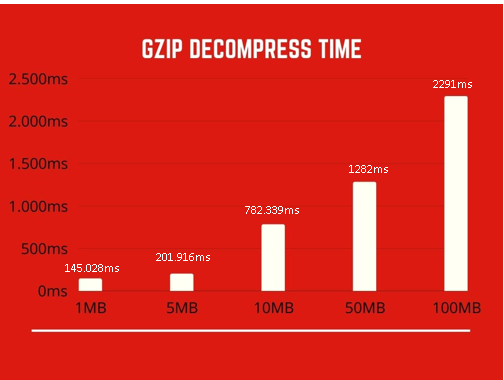 GZIP DECOMPRESS TIME
2.500ms
2.000ms
1.500ms
1.000ms
500ms
0ms
145.028ms
201.916ms
782.339ms
1282ms
2291ms
1MB
5MB
10MB
50MB
100MB